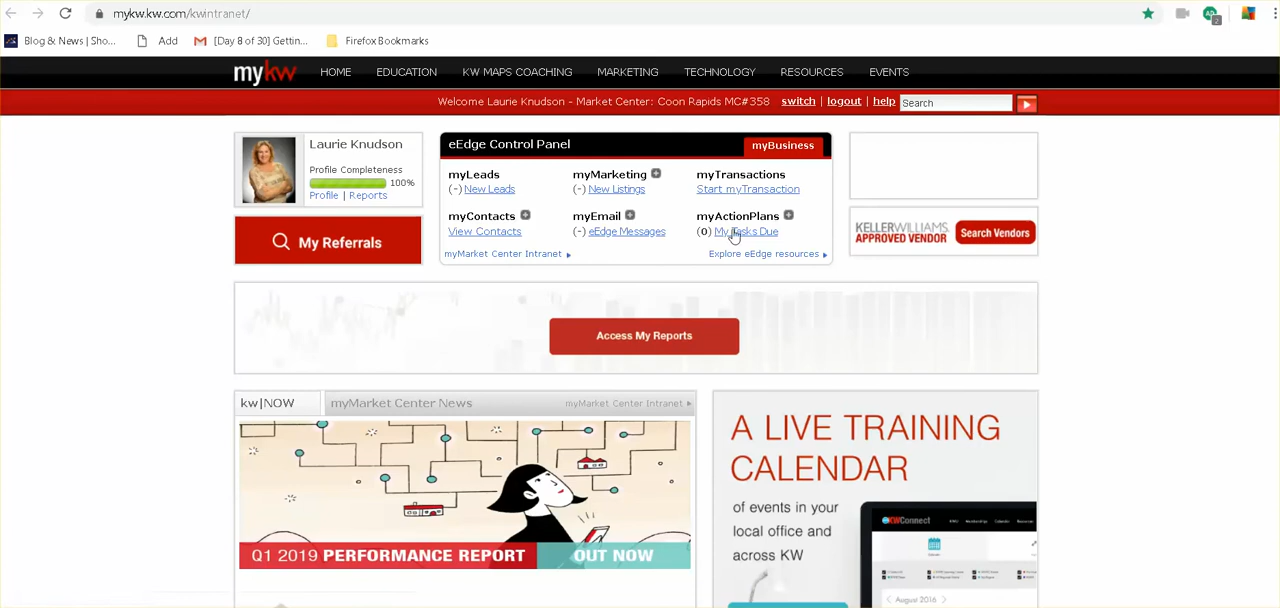 mykw.kw.com/kwintranet/
2
Blog & News | Sho... Add [Day 8 of 30] Gettin... Firefox Bookmarks
mykw HOME EDUCATION KW MAPS COACHING MARKETING TECHNOLOGY RESOURCES EVENTS
Welcome Laurie Knudson - Market Center: Coon Rapids MC#358 switch | logout | help Search
Laurie Knudson
Profile Completeness
100%
Profile | Reports
My Referrals
eEdge Control Panel myBusiness
myLeads myMarketing myTransactions
(-) New Leads (-) New Listings Start myTransaction
myContacts myEmail myActionPlans
View Contacts (-) eEdge Messages (0) My Tasks Due
myMarket Center Intranet Explore eEdge resources
KELLERWILLIAMS
APPROVED VENDOR Search Vendors
Access My Reports
kw|NOW myMarket Center News myMarket Center Intranet
Q1 2019 PERFORMANCE REPORT OUT NOW
A LIVE TRAINING
CALENDAR
of events in your
local office and
across KW
KWConnect
August 2016